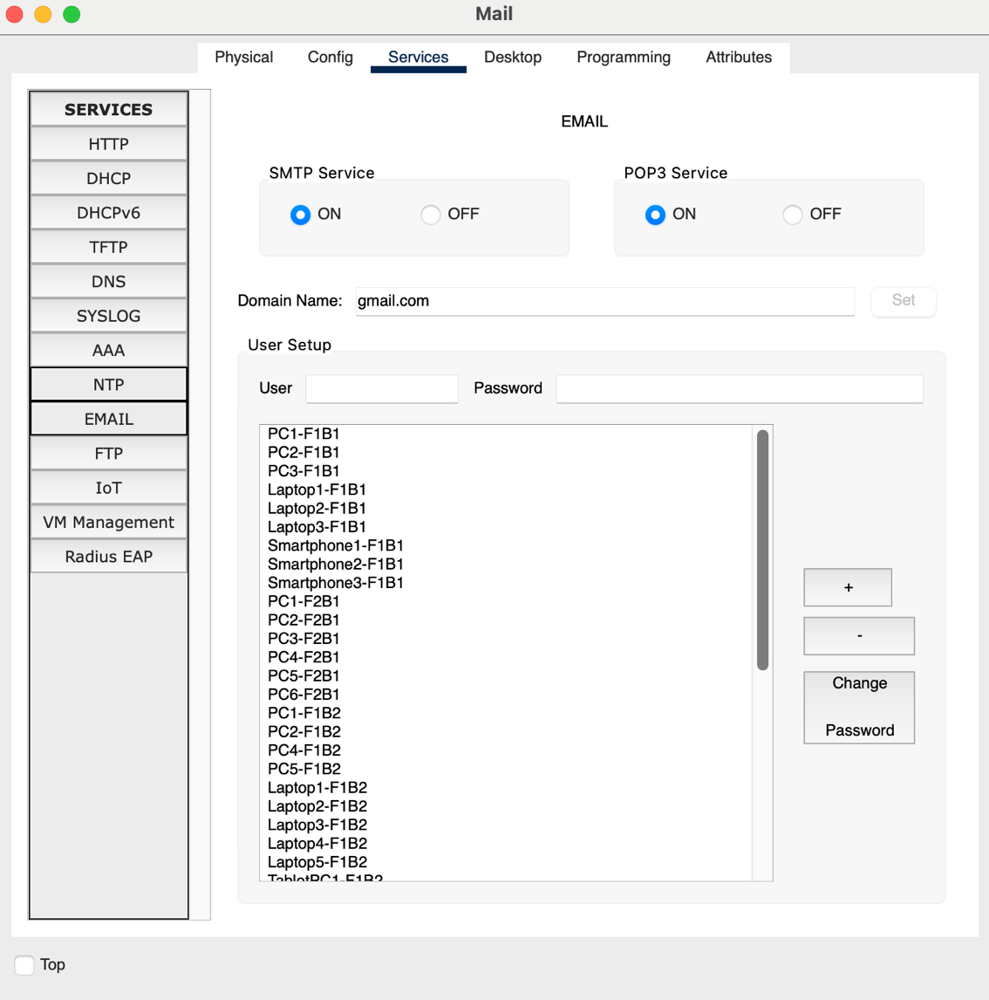 Mail
Physical Config Services Desktop Programming Attributes
SERVICES
HTTP
DHCP
DHCPv6
TFTP
DNS
SYSLOG
AAA
NTP
EMAIL
FTP
IoT
VM Management
Radius EAP
EMAIL
SMTP Service
ON OFF
POP3 Service
ON OFF
Domain Name: gmail.com Set
User Setup
User Password
PC1-F1B1
PC2-F1B1
PC3-F1B1
Laptop1-F1B1
Laptop2-F1B1
Laptop3-F1B1
Smartphone1-F1B1
Smartphone2-F1B1
Smartphone3-F1B1
PC1-F2B1
PC2-F2B1
PC3-F2B1
PC4-F2B1
PC5-F2B1
PC6-F2B1
PC1-F1B2
PC2-F1B2
PC4-F1B2
PC5-F1B2
Laptop1-F1B2
Laptop2-F1B2
Laptop3-F1B2
Laptop4-F1B2
Laptop5-F1B2
TabletPC1-F1B2
+
-
Change
Password
Top